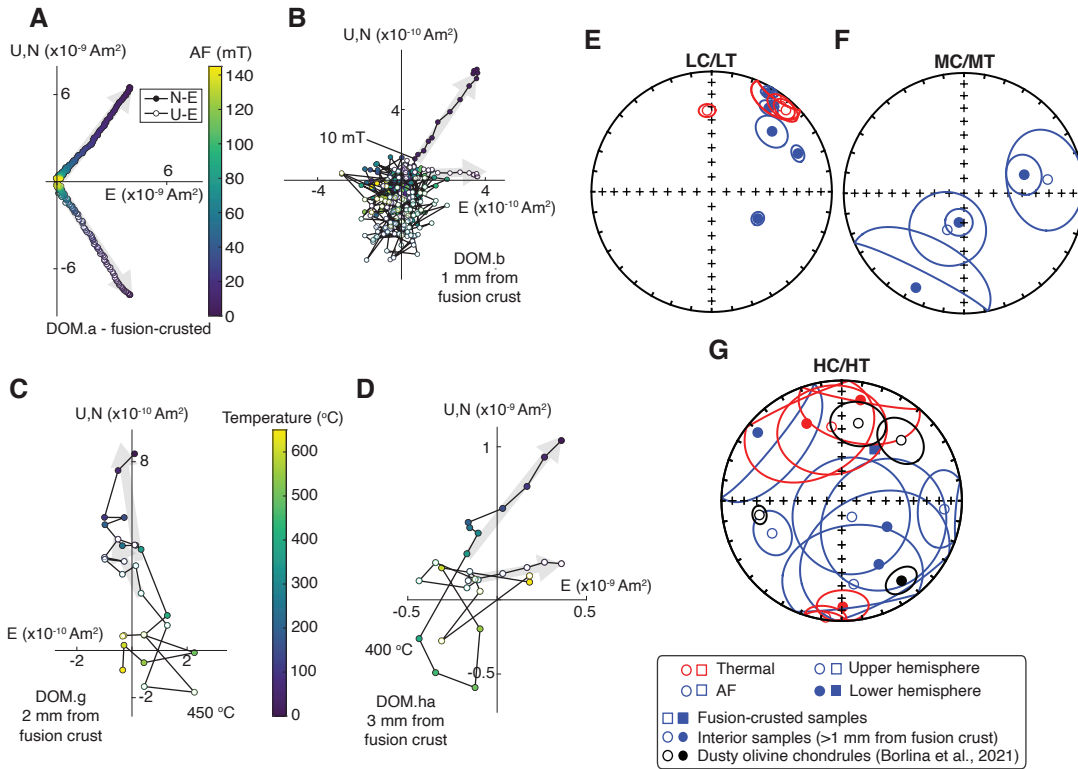 A
U,N (x10⁻⁹ Am²)
AF (mT)
6
N-E
U-E
6
E (x10⁻⁹ Am²)
-6
140
120
100
80
60
40
20
0
DOM.a - fusion-crusted
B
U,N (x10⁻¹⁰ Am²)
4
10 mT
-4
4
E (x10⁻¹⁰ Am²)
DOM.b
1 mm from
fusion crust
E
LC/LT
F
MC/MT
C
U,N (x10⁻¹⁰ Am²)
8
E (x10⁻¹⁰ Am²)
-2
2
-2
450 °C
DOM.g
2 mm from
fusion crust
Temperature (°C)
600
500
400
300
200
100
0
D
U,N (x10⁻⁹ Am²)
1
E (x10⁻⁹ Am²)
-0.5
0.5
400 °C
-0.5
DOM.ha
3 mm from
fusion crust
G
HC/HT
Thermal
Upper hemisphere
AF
Lower hemisphere
Fusion-crusted samples
Interior samples (>1 mm from fusion crust)
Dusty olivine chondrules (Borlina et al., 2021)